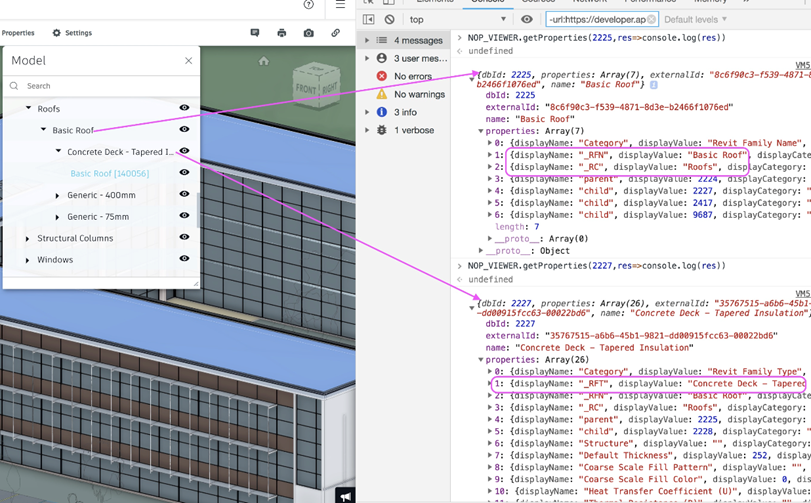 Properties
Settings
Model
Search
Roofs
Basic Roof
Concrete Deck - Tapered I...
Basic Roof [140056]
Generic - 400mm
Generic - 75mm
Structural Columns
Windows
FRONT RIGHT
top
-url:https://developer.ap
Default levels
4 messages
3 user mes...
No errors
No warnings
3 info
1 verbose
NOP_VIEWER.getProperties(2225,res=>console.log(res))
undefined
VM5
{dbId: 2225, properties: Array(7), externalId: "8c6f90c3-f539-4871-8
b2466f1076ed", name: "Basic Roof"}
dbId: 2225
externalId: "8c6f90c3-f539-4871-8d3e-b2466f1076ed"
name: "Basic Roof"
properties: Array(7)
0: {displayName: "Category", displayValue: "Revit Family Name",
1: {displayName: "_RFN", displayValue: "Basic Roof", displayCate
2: {displayName: "_RC", displayValue: "Roofs", displayCategory:
3: {displayName: "parent", displayValue: 2224, displayCategory:
4: {displayName: "child", displayValue: 2227, displayCategory:
5: {displayName: "child", displayValue: 2417, displayCategory:
6: {displayName: "child", displayValue: 9687, displayCategory:
length: 7
__proto__: Array(0)
__proto__: Object
NOP_VIEWER.getProperties(2227,res=>console.log(res))
undefined
VM5
{dbId: 2227, properties: Array(26), externalId: "35767515-a6b6-45b1-
-dd00915fcc63-00022bd6", name: "Concrete Deck - Tapered Insulation"}
dbId: 2227
externalId: "35767515-a6b6-45b1-9821-dd00915fcc63-00022bd6"
name: "Concrete Deck - Tapered Insulation"
properties: Array(26)
0: {displayName: "Category", displayValue: "Revit Family Type",
1: {displayName: "_RFT", displayValue: "Concrete Deck - Tapered
2: {displayName: "_RFN", displayValue: "Basic Roof", displayCate
3: {displayName: "_RC", displayValue: "Roofs", displayCategory:
4: {displayName: "parent", displayValue: 2225, displayCategory:
5: {displayName: "child", displayValue: 2228, displayCategory:
6: {displayName: "Structure", displayValue: "", displayCategory:
7: {displayName: "Default Thickness", displayValue: 252, display
8: {displayName: "Coarse Scale Fill Pattern", displayValue: "",
9: {displayName: "Coarse Scale Fill Color", displayValue: 0, dis
10: {displayName: "Heat Transfer Coefficient (U)", displayValue: